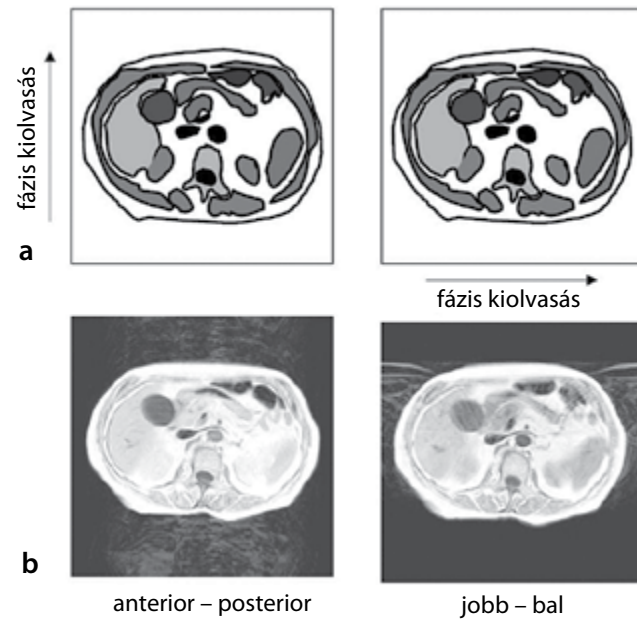 fázis kiolvasás
a
fázis kiolvasás
b
anterior – posterior
jobb – bal